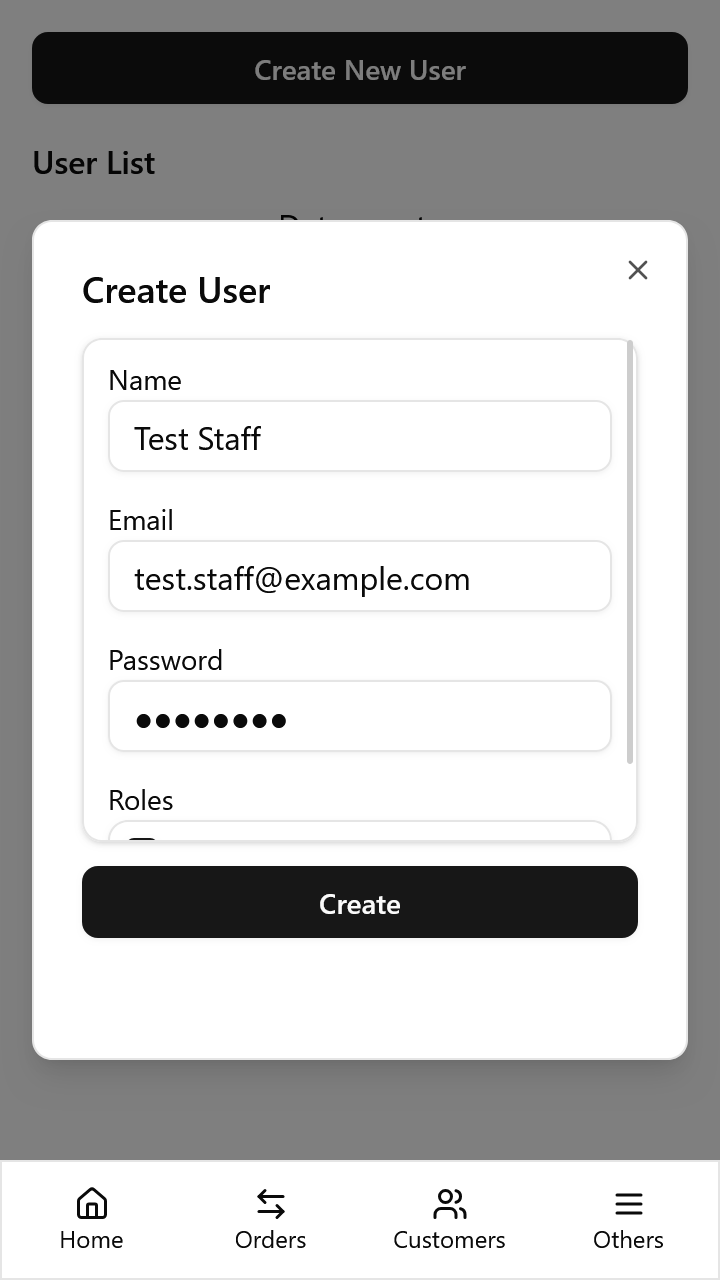 Create New User
User List
Create User
Name
Test Staff
Email
test.staff@example.com
Password
••••••••
Roles
Create
Home
Orders
Customers
Others